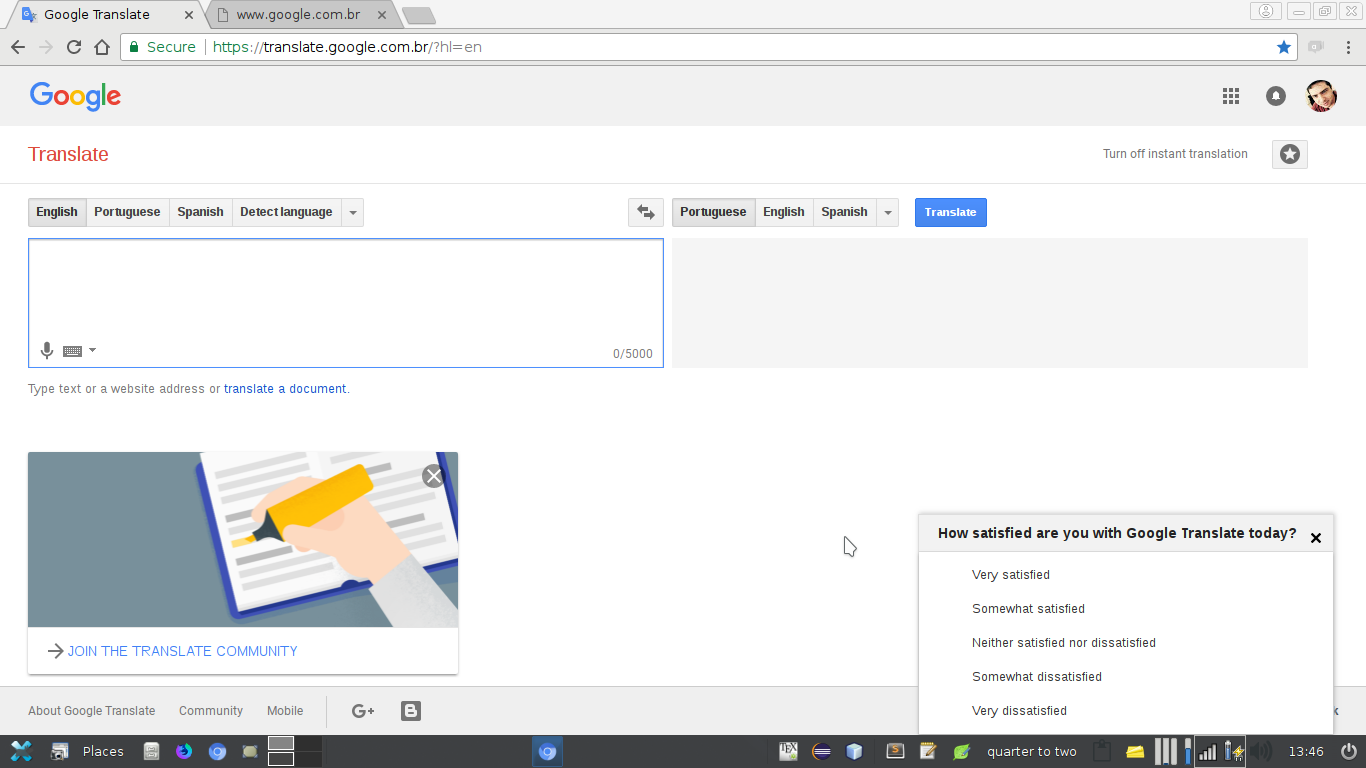 Google Translate
www.google.com.br
Secure https://translate.google.com.br/?hl=en
Google
Translate
Turn off instant translation
English Portuguese Spanish Detect language
Portuguese English Spanish Translate
0/5000
Type text or a website address or translate a document.
JOIN THE TRANSLATE COMMUNITY
How satisfied are you with Google Translate today?
Very satisfied
Somewhat satisfied
Neither satisfied nor dissatisfied
Somewhat dissatisfied
Very dissatisfied
About Google Translate Community Mobile
Places TEX quarter to two 13:46